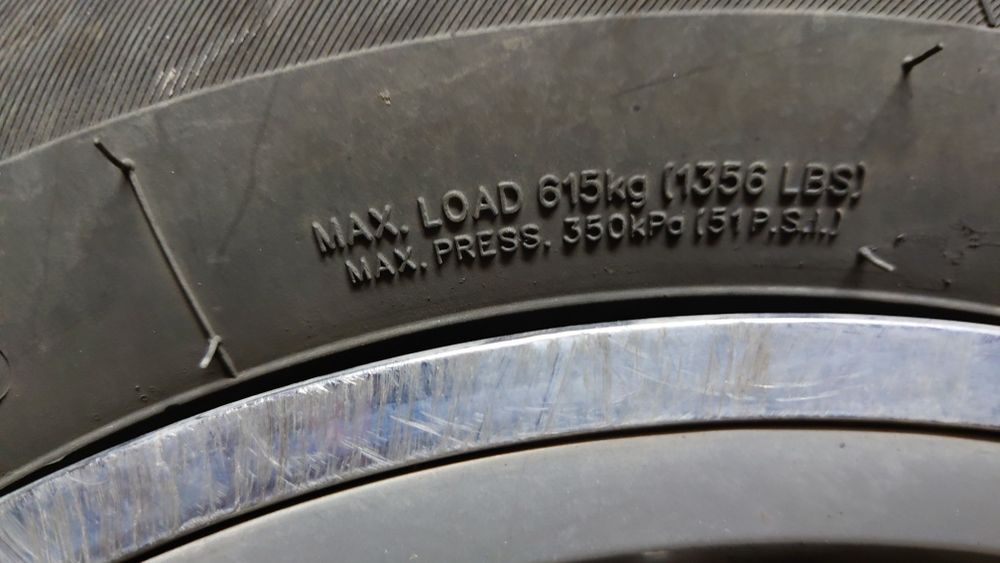 MAX. LOAD 615kg (1356 LBS)
MAX. PRESS. 350kPa (51 P.S.I.)